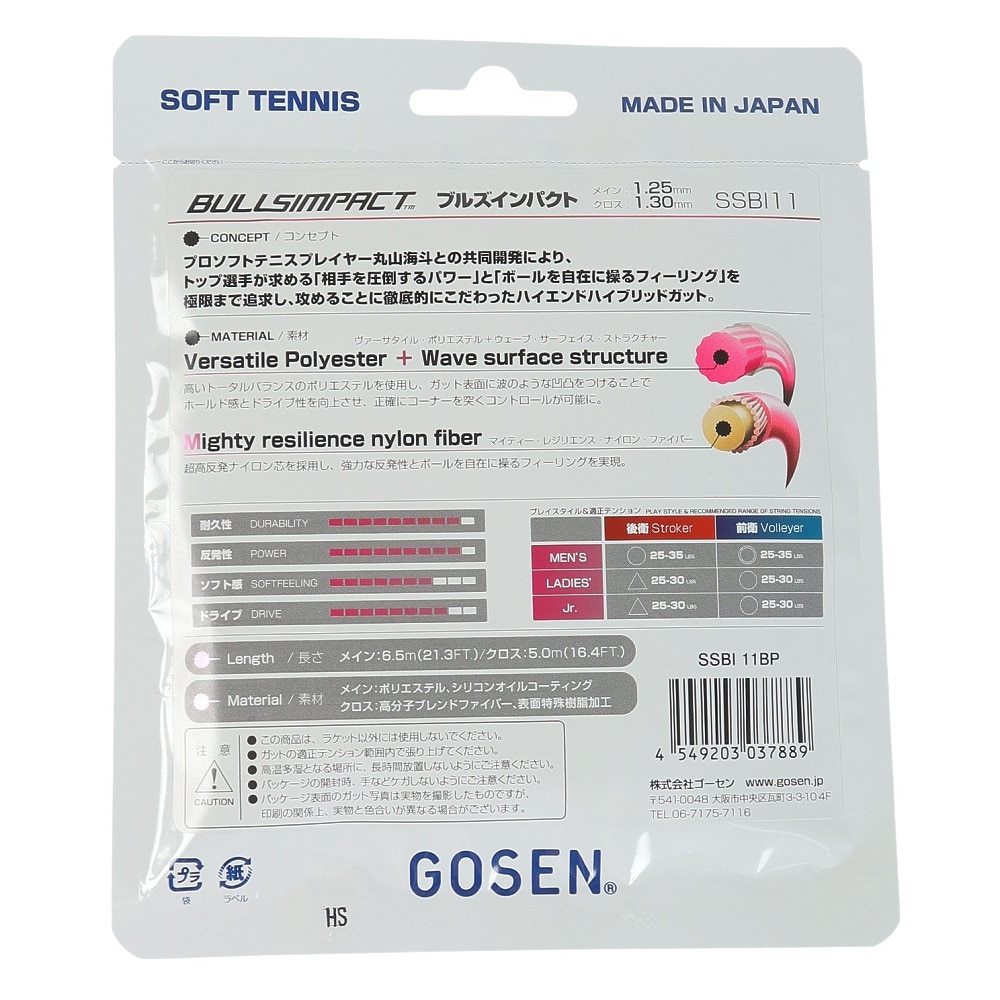 SOFT TENNIS
MADE IN JAPAN
ここからお切りください
BULLSIMPACT™ ブルズインパクト メイン：1.25mm クロス：1.30mm SSBI11
CONCEPT / コンセプト
プロソフトテニスプレイヤー丸山海斗との共同開発により、
トップ選手が求める「相手を圧倒するパワー」と「ボールを自在に操るフィーリング」を
極限まで追求し、攻めることに徹底的にこだわったハイエンドハイブリッドガット。
MATERIAL / 素材
ヴァーサタイル・ポリエステル＋ウェーブ・サーフェイス・ストラクチャー
Versatile Polyester + Wave surface structure
高いトータルバランスのポリエステルを使用し、ガット表面に波のような凹凸をつけることで
ホールド感とドライブ性を向上させ、正確にコーナーを突くコントロールが可能に。
Mighty resilience nylon fiber マイティー・レジリエンス・ナイロン・ファイバー
超高反発ナイロン芯を採用し、強力な反発性とボールを自在に操るフィーリングを実現。
耐久性 DURABILITY
反発性 POWER
ソフト感 SOFTFEELING
ドライブ DRIVE
プレイスタイル&適正テンション PLAY STYLE & RECOMMENDED RANGE OF STRING TENSIONS
後衛 Stroker 前衛 Volleyer
MEN'S ○ 25-35 LBS ◎ 25-35 LBS
LADIES' △ 25-30 LBS ○ 25-30 LBS
Jr. △ 25-30 LBS ○ 25-30 LBS
Length / 長さ メイン：6.5m(21.3FT.)/クロス：5.0m(16.4FT.)
Material / 素材 メイン：ポリエステル、シリコンオイルコーティング
クロス：高分子ブレンドファイバー、表面特殊樹脂加工
SSBI 11BP
4 549203 037889
注意
CAUTION
●この商品は、ラケット以外には使用しないでください。
●ガットの適正テンション範囲内で張り上げてください。
●高温多湿となる場所に、長時間放置しないようにご注意ください。
●パッケージの開封時、手などケガしないようにご注意ください。
●パッケージ表面のガット写真は実物を撮影したものですが、
印刷の関係上、実物と色合いが異なる場合がございます。
株式会社ゴーセン www.gosen.jp
〒541-0048 大阪市中央区瓦町3-3-10 4F
TEL.06-7175-7116
プラ
袋
紙
ラベル
GOSEN®
HS